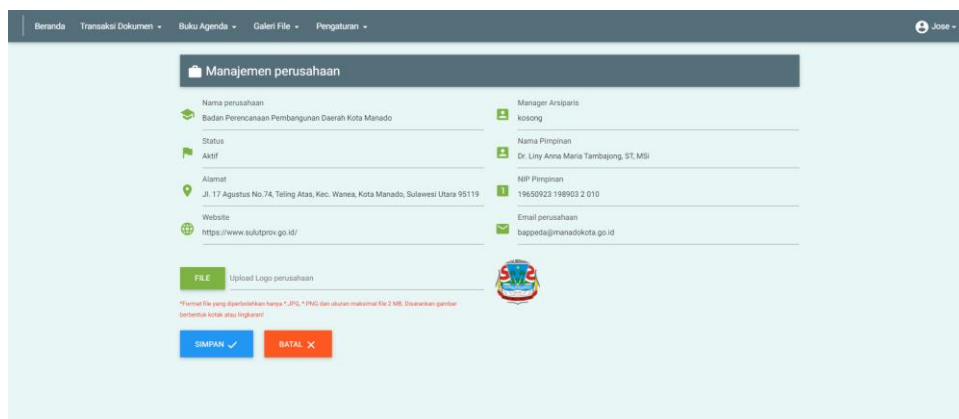 Beranda Transaksi Dokumen Buku Agenda Galeri File Pengaturan Jose
Manajemen perusahaan
Nama perusahaan
Badan Perencanaan Pembangunan Daerah Kota Manado
Manager Arsiparis
kosong
Status
Aktif
Nama Pimpinan
Dr. Liny Anna Maria Tambajong, ST, MSi
Alamat
Jl. 17 Agustus No.74, Teling Atas, Kec. Wanea, Kota Manado, Sulawesi Utara 95119
NIP Pimpinan
1
19650923 198903 2 010
Website
https://www.sulutprov.go.id/
Email perusahaan
bappeda@manadokota.go.id
FILE Upload Logo perusahaan
*Format file yang diperbolehkan hanya *.JPG, *.PNG dan ukuran maksimal file 2 MB. Disarankan gambar
berbentuk kotak atau lingkaran!
SIMPAN BATAL